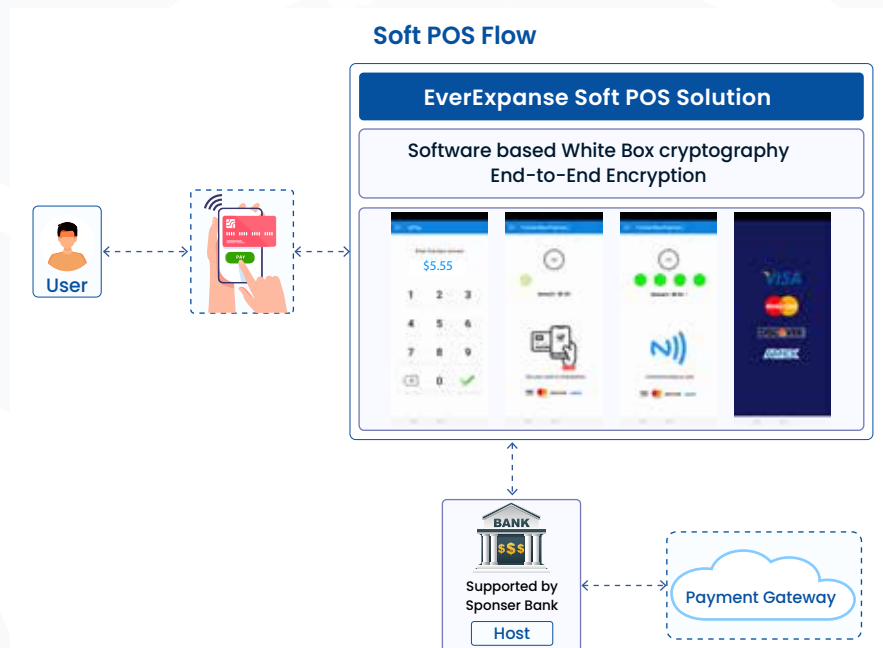 Soft POS Flow
EverExpanse Soft POS Solution
Software based White Box cryptography
End-to-End Encryption
User
PAY
$5.55
1 2 3
4 5 6
7 8 9
0
VISA
AMEX
BANK
$$$
Supported by
Sponser Bank
Host
Payment Gateway